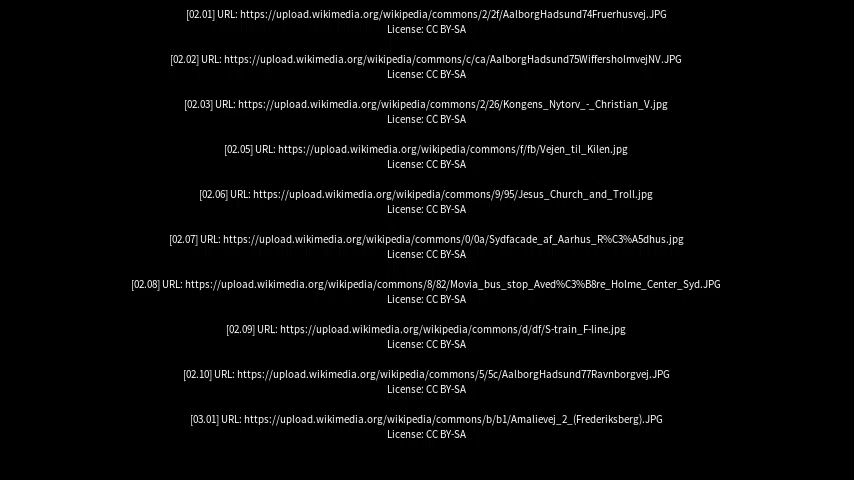 [02.01] URL: https://upload.wikimedia.org/wikipedia/commons/2/2f/AalborgHadsund74Fruerhusvej.JPG
License: CC BY-SA
[02.02] URL: https://upload.wikimedia.org/wikipedia/commons/c/ca/AalborgHadsund75WiffersholmvejNV.JPG
License: CC BY-SA
[02.03] URL: https://upload.wikimedia.org/wikipedia/commons/2/26/Kongens_Nytorv_-_Christian_V.jpg
License: CC BY-SA
[02.05] URL: https://upload.wikimedia.org/wikipedia/commons/f/fb/Vejen_til_Kilen.jpg
License: CC BY-SA
[02.06] URL: https://upload.wikimedia.org/wikipedia/commons/9/95/Jesus_Church_and_Troll.jpg
License: CC BY-SA
[02.07] URL: https://upload.wikimedia.org/wikipedia/commons/0/0a/Sydfacade_af_Aarhus_R%C3%A5dhus.jpg
License: CC BY-SA
[02.08] URL: https://upload.wikimedia.org/wikipedia/commons/8/82/Movia_bus_stop_Aved%C3%B8re_Holme_Center_Syd.JPG
License: CC BY-SA
[02.09] URL: https://upload.wikimedia.org/wikipedia/commons/d/df/S-train_F-line.jpg
License: CC BY-SA
[02.10] URL: https://upload.wikimedia.org/wikipedia/commons/5/5c/AalborgHadsund77Ravnborgvej.JPG
License: CC BY-SA
[03.01] URL: https://upload.wikimedia.org/wikipedia/commons/b/b1/Amalievej_2_(Frederiksberg).JPG
License: CC BY-SA